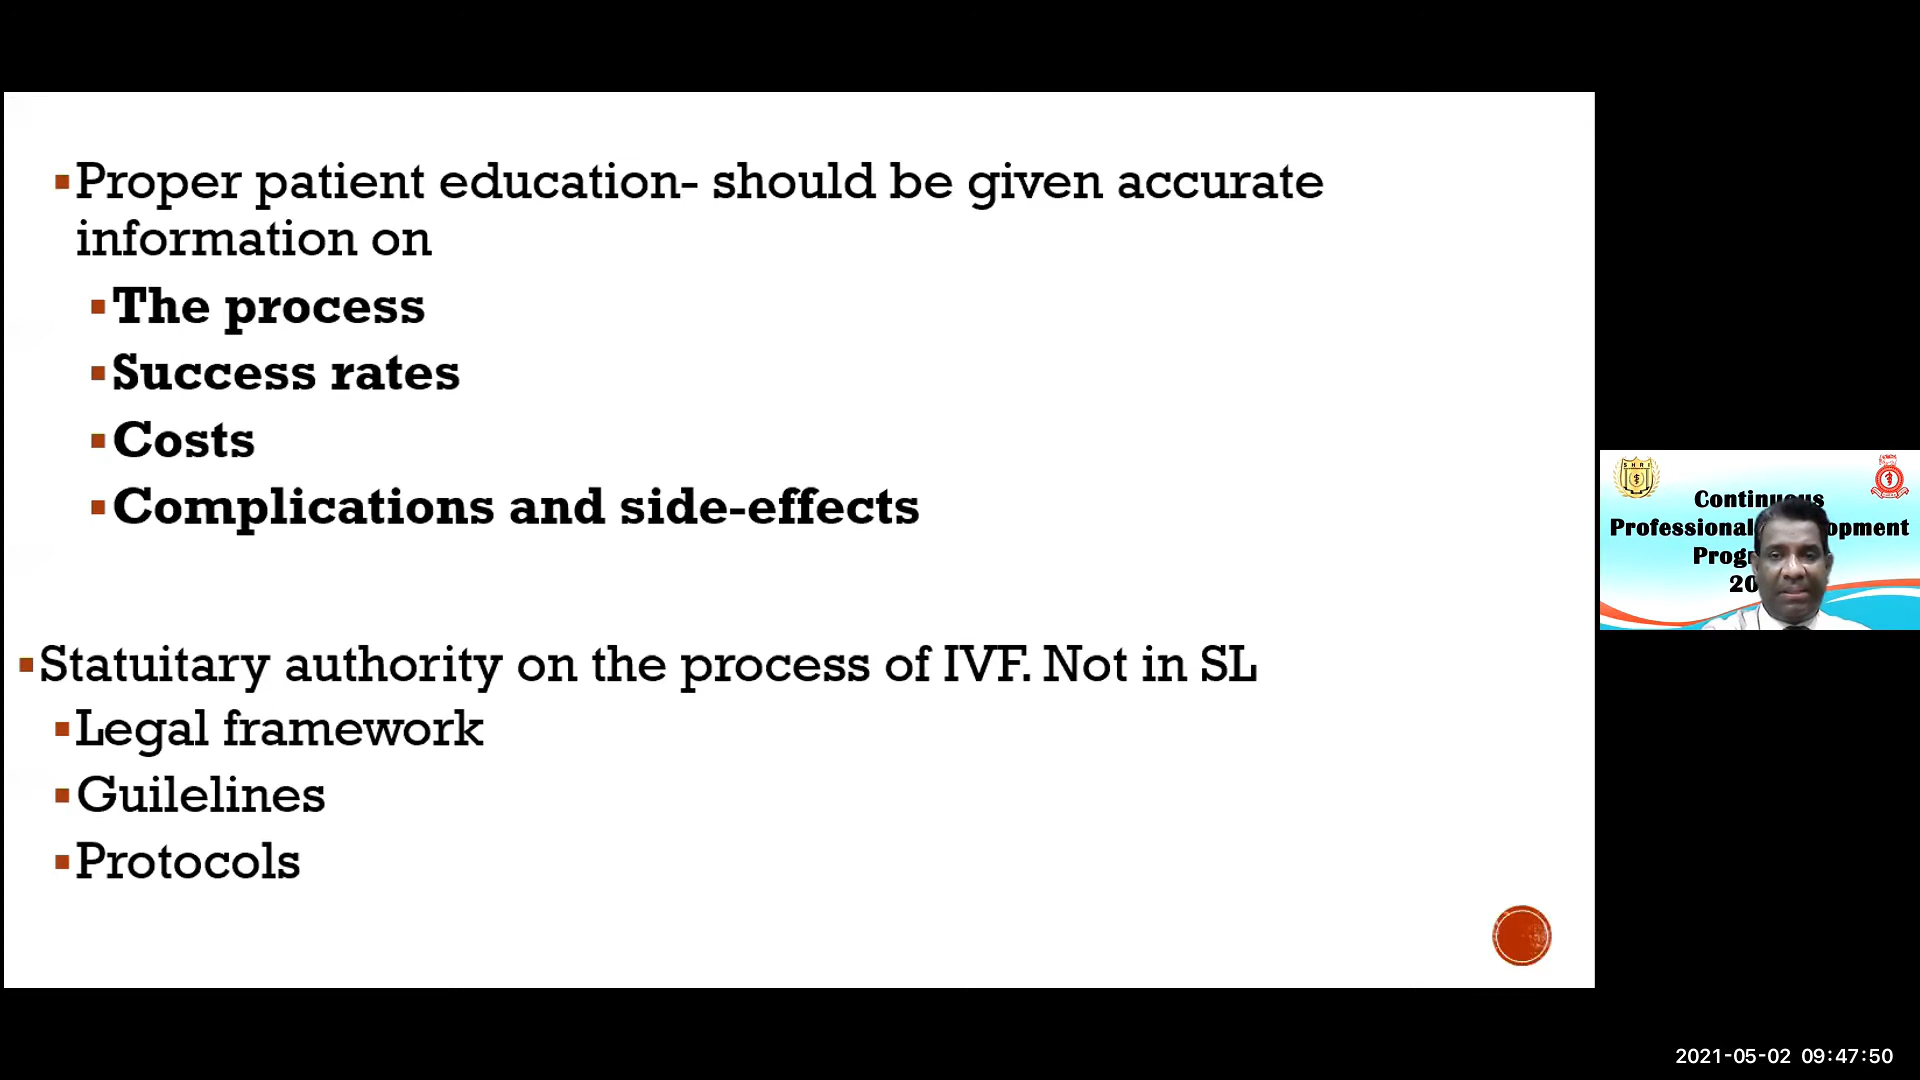 Proper patient education- should be given accurate
information on
The process
Success rates
Costs
Complications and side-effects
Statuitary authority on the process of IVF. Not in SL
Legal framework
Guilelines
Protocols
SHRI
Continuous
Professional opment
Prog
20
2021-05-02 09:47:50